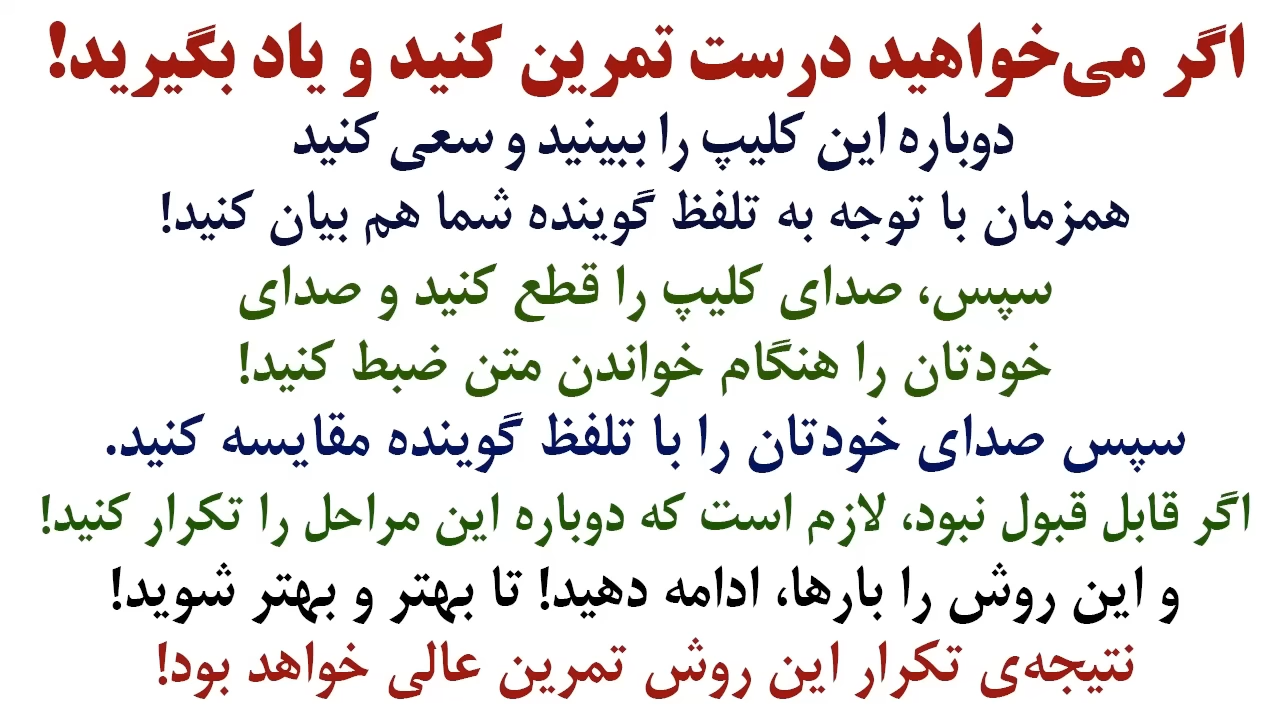 اگر می‌خواهید درست تمرین کنید و یاد بگیرید!
دوباره این کلیپ را ببینید و سعی کنید
همزمان با توجه به تلفظ گوینده شما هم بیان کنید!
سپس، صدای کلیپ را قطع کنید و صدای
خودتان را هنگام خواندن متن ضبط کنید!
سپس صدای خودتان را با تلفظ گوینده مقایسه کنید.
اگر قابل قبول نبود، لازم است که دوباره این مراحل را تکرار کنید!
و این روش را بارها، ادامه دهید! تا بهتر و بهتر شوید!
نتیجه‌ی تکرار این روش تمرین عالی خواهد بود!